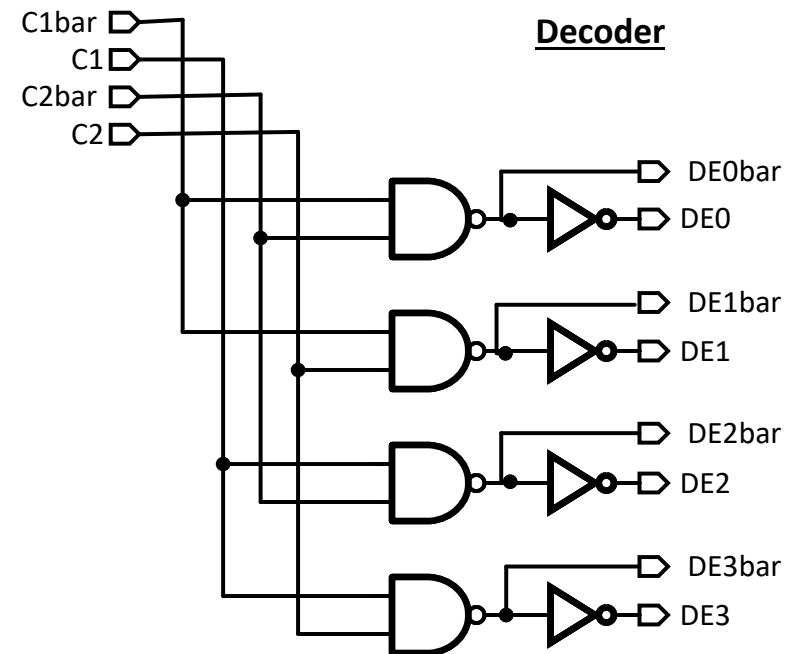 Decoder
C1bar
C1
C2bar
C2
DE0bar
DE0
DE1bar
DE1
DE2bar
DE2
DE3bar
DE3